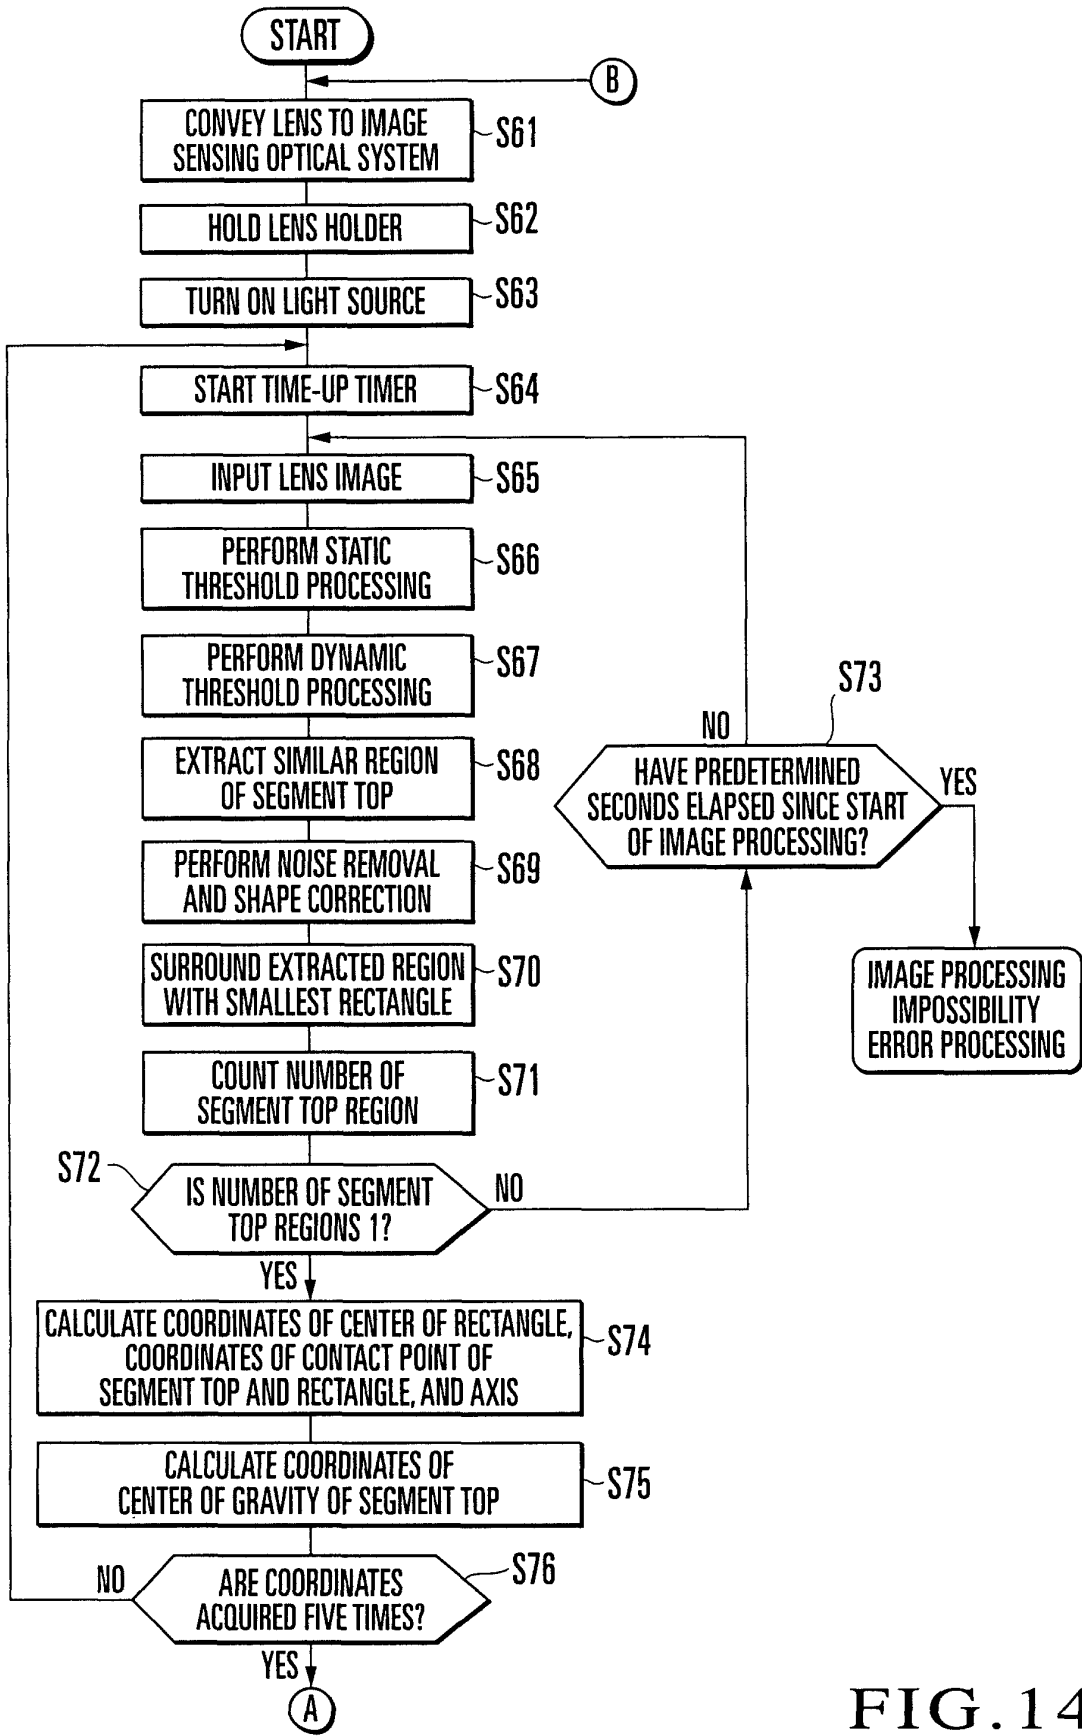 START
B
CONVEY LENS TO IMAGE
SENSING OPTICAL SYSTEM
S61
HOLD LENS HOLDER
S62
TURN ON LIGHT SOURCE
S63
START TIME-UP TIMER
S64
INPUT LENS IMAGE
S65
PERFORM STATIC
THRESHOLD PROCESSING
S66
PERFORM DYNAMIC
THRESHOLD PROCESSING
S67
EXTRACT SIMILAR REGION
OF SEGMENT TOP
S68
PERFORM NOISE REMOVAL
AND SHAPE CORRECTION
S69
SURROUND EXTRACTED REGION
WITH SMALLEST RECTANGLE
S70
COUNT NUMBER OF
SEGMENT TOP REGION
S71
S72
IS NUMBER OF SEGMENT
TOP REGIONS 1?
NO
YES
S73
NO
HAVE PREDETERMINED
SECONDS ELAPSED SINCE START
OF IMAGE PROCESSING?
YES
IMAGE PROCESSING
IMPOSSIBILITY
ERROR PROCESSING
CALCULATE COORDINATES OF CENTER OF RECTANGLE,
COORDINATES OF CONTACT POINT OF
SEGMENT TOP AND RECTANGLE, AND AXIS
S74
CALCULATE COORDINATES OF
CENTER OF GRAVITY OF SEGMENT TOP
S75
S76
NO
ARE COORDINATES
ACQUIRED FIVE TIMES?
YES
A
FIG.14